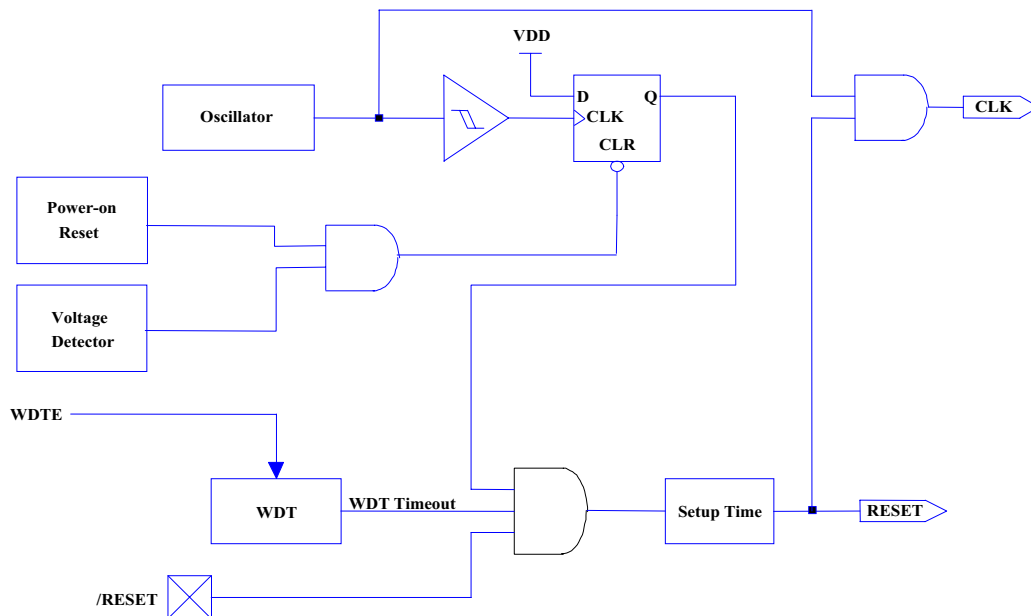 VDD
Oscillator
D
Q
CLK
CLR
CLK
Power-on
Reset
Voltage
Detector
WDTE
WDT
WDT Timeout
Setup Time
RESET
/RESET